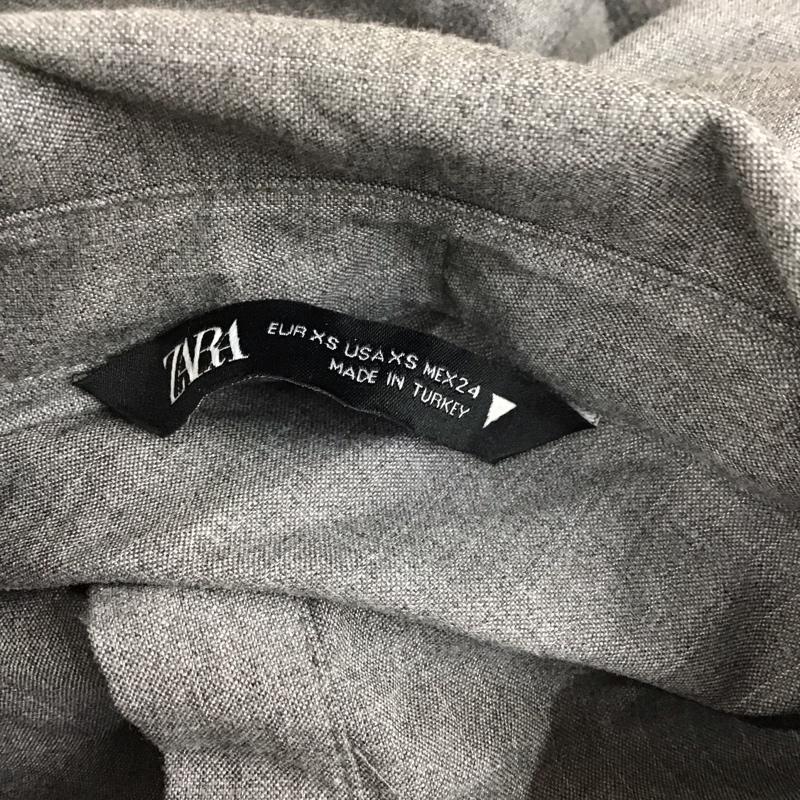 ZARA
EUR XS USA XS MEX 24
MADE IN TURKEY